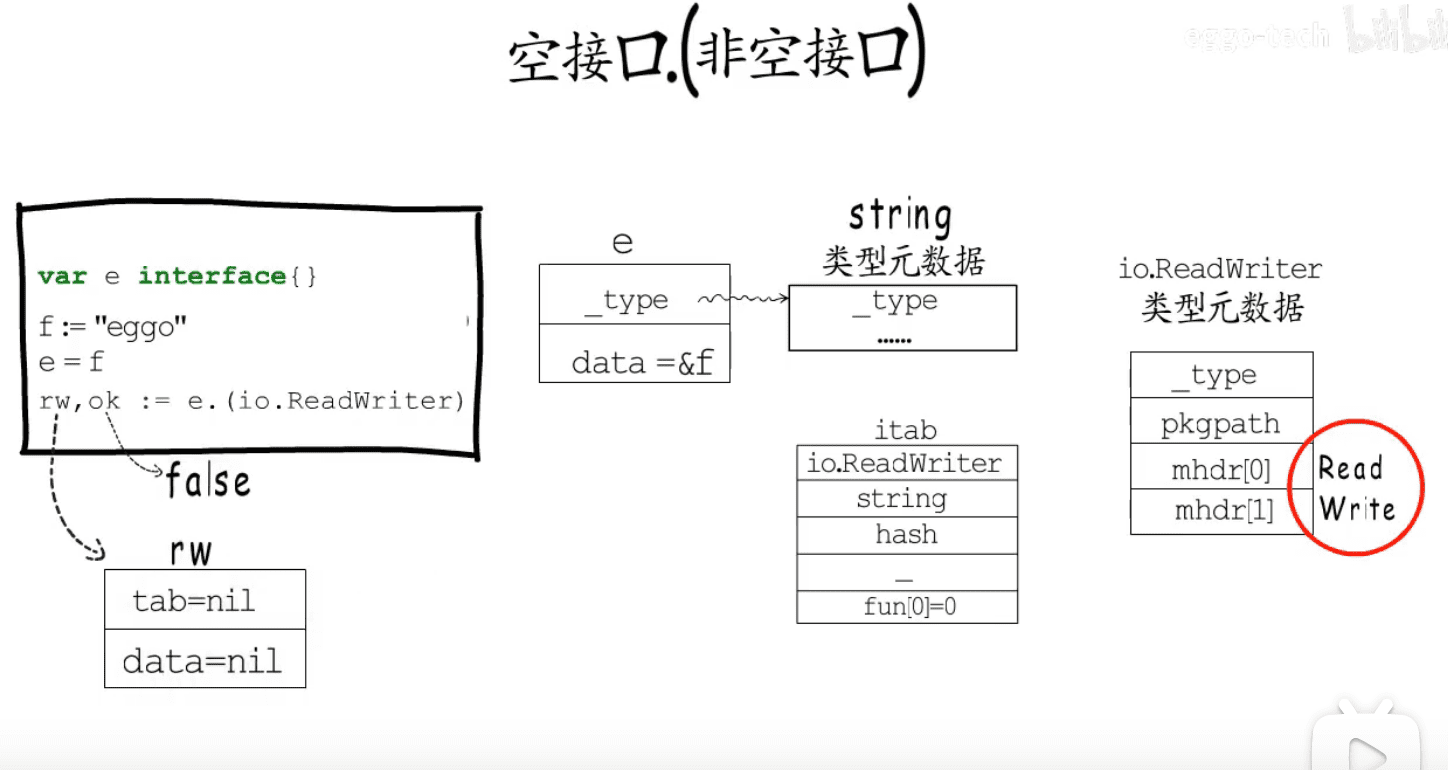 空接口.(非空接口)
eggo-tech
bilibili
var e interface{}
f := "eggo"
e = f
rw,ok := e.(io.ReadWriter)
false
rw
tab=nil
data=nil
e
_type
data =&f
string
类型元数据
_type
......
itab
io.ReadWriter
string
hash
_
fun[0]=0
io.ReadWriter
类型元数据
_type
pkgpath
mhdr[0] Read
mhdr[1] Write